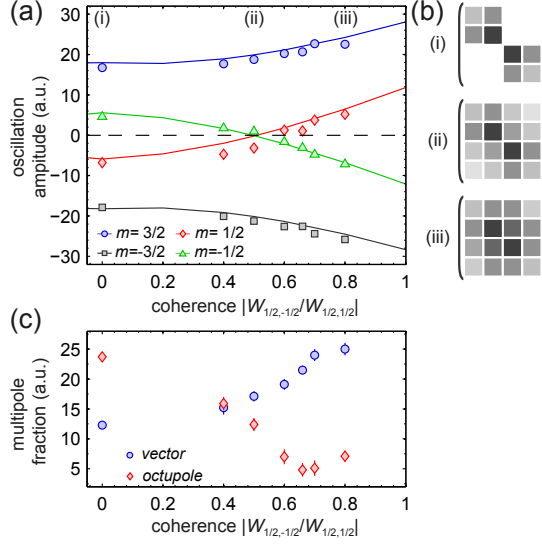 (a)
(i) (ii) (iii)
30
20
10
0
−10
−20
−30
oscillation
amplitude (a.u.)
m= 3/2 m= 1/2
m=-3/2 m=-1/2
0 0.2 0.4 0.6 0.8 1
coherence |W1/2,-1/2/W1/2,1/2|
(b)
(i)
(ii)
(iii)
(c)
25
20
15
10
5
multipole
fraction (a.u.)
vector
octupole
0 0.2 0.4 0.6 0.8 1
coherence |W1/2,-1/2/W1/2,1/2|